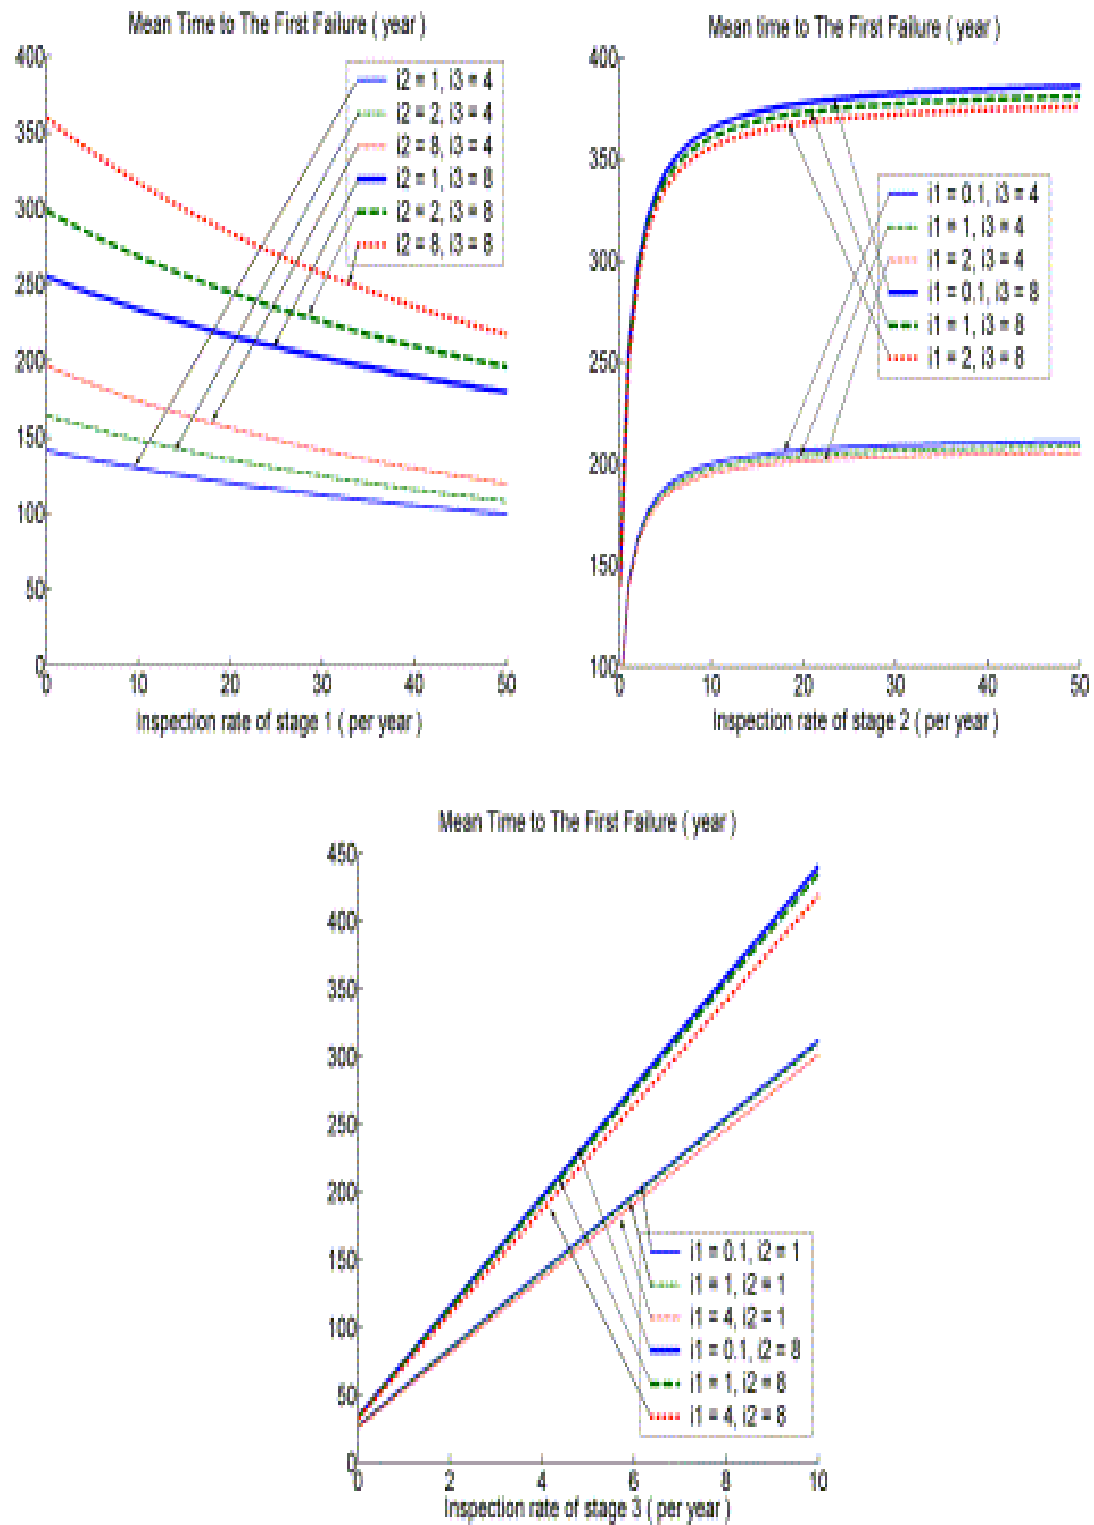 Mean Time to The First Failure ( year )
400
350
300
250
200
150
100
50
0
i2 = 1, i3 = 4
i2 = 2, i3 = 4
i2 = 8, i3 = 4
i2 = 1, i3 = 8
i2 = 2, i3 = 8
i2 = 8, i3 = 8
0 10 20 30 40 50
Inspection rate of stage 1 ( per year )
Mean time to The First Failure ( year )
400
350
300
250
200
150
100
i1 = 0.1, i3 = 4
i1 = 1, i3 = 4
i1 = 2, i3 = 4
i1 = 0.1, i3 = 8
i1 = 1, i3 = 8
i1 = 2, i3 = 8
0 10 20 30 40 50
Inspection rate of stage 2 ( per year )
Mean Time to The First Failure ( year )
450
400
350
300
250
200
150
100
50
0
i1 = 0.1, i2 = 1
i1 = 1, i2 = 1
i1 = 4, i2 = 1
i1 = 0.1, i2 = 8
i1 = 1, i2 = 8
i1 = 4, i2 = 8
0 2 4 6 8 10
Inspection rate of stage 3 ( per year )